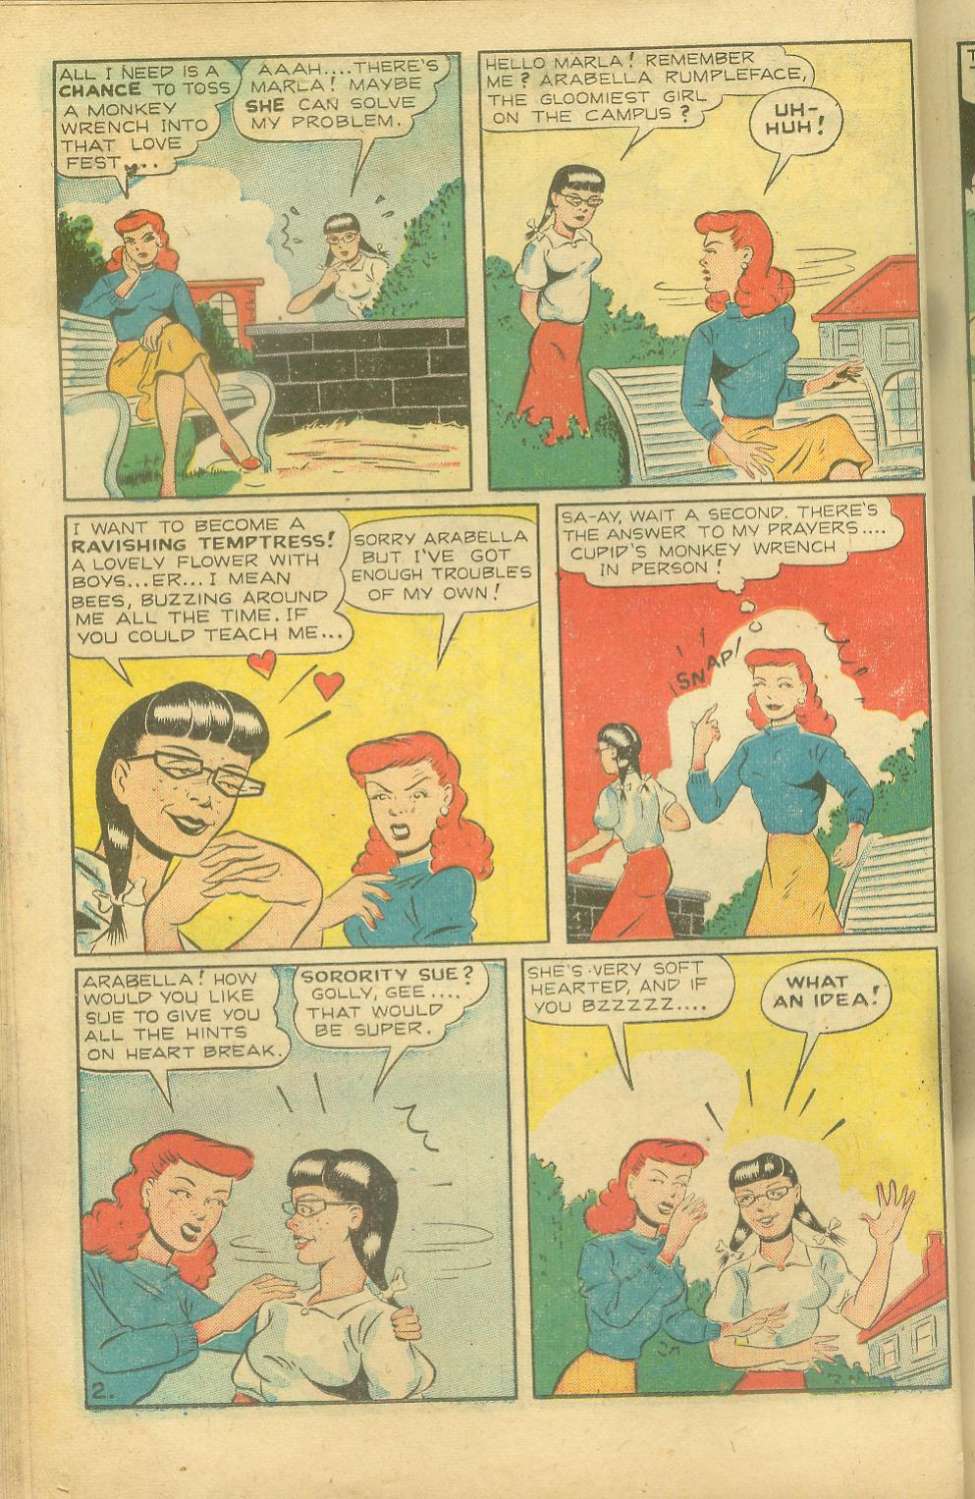 ALL I NEED IS A
CHANCE TO TOSS
A MONKEY
WRENCH INTO
THAT LOVE
FEST....
AAAH....THERE'S
MARLA! MAYBE
SHE CAN SOLVE
MY PROBLEM.
HELLO MARLA! REMEMBER
ME? ARABELLA RUMPLEFACE,
THE GLOOMIEST GIRL
ON THE CAMPUS?
UH-
HUH!
I WANT TO BECOME A
RAVISHING TEMPTRESS!
A LOVELY FLOWER WITH
BOYS...ER...I MEAN
BEES, BUZZING AROUND
ME ALL THE TIME. IF
YOU COULD TEACH ME...
SORRY ARABELLA
BUT I'VE GOT
ENOUGH TROUBLES
OF MY OWN!
SA-AY, WAIT A SECOND. THERE'S
THE ANSWER TO MY PRAYERS....
CUPID'S MONKEY WRENCH
IN PERSON!
SNAP!
ARABELLA! HOW
WOULD YOU LIKE
SUE TO GIVE YOU
ALL THE HINTS
ON HEART BREAK.
SORORITY SUE?
GOLLY, GEE....
THAT WOULD
BE SUPER.
SHE'S VERY SOFT
HEARTED, AND IF
YOU BZZZZZ....
WHAT
AN IDEA!
2.